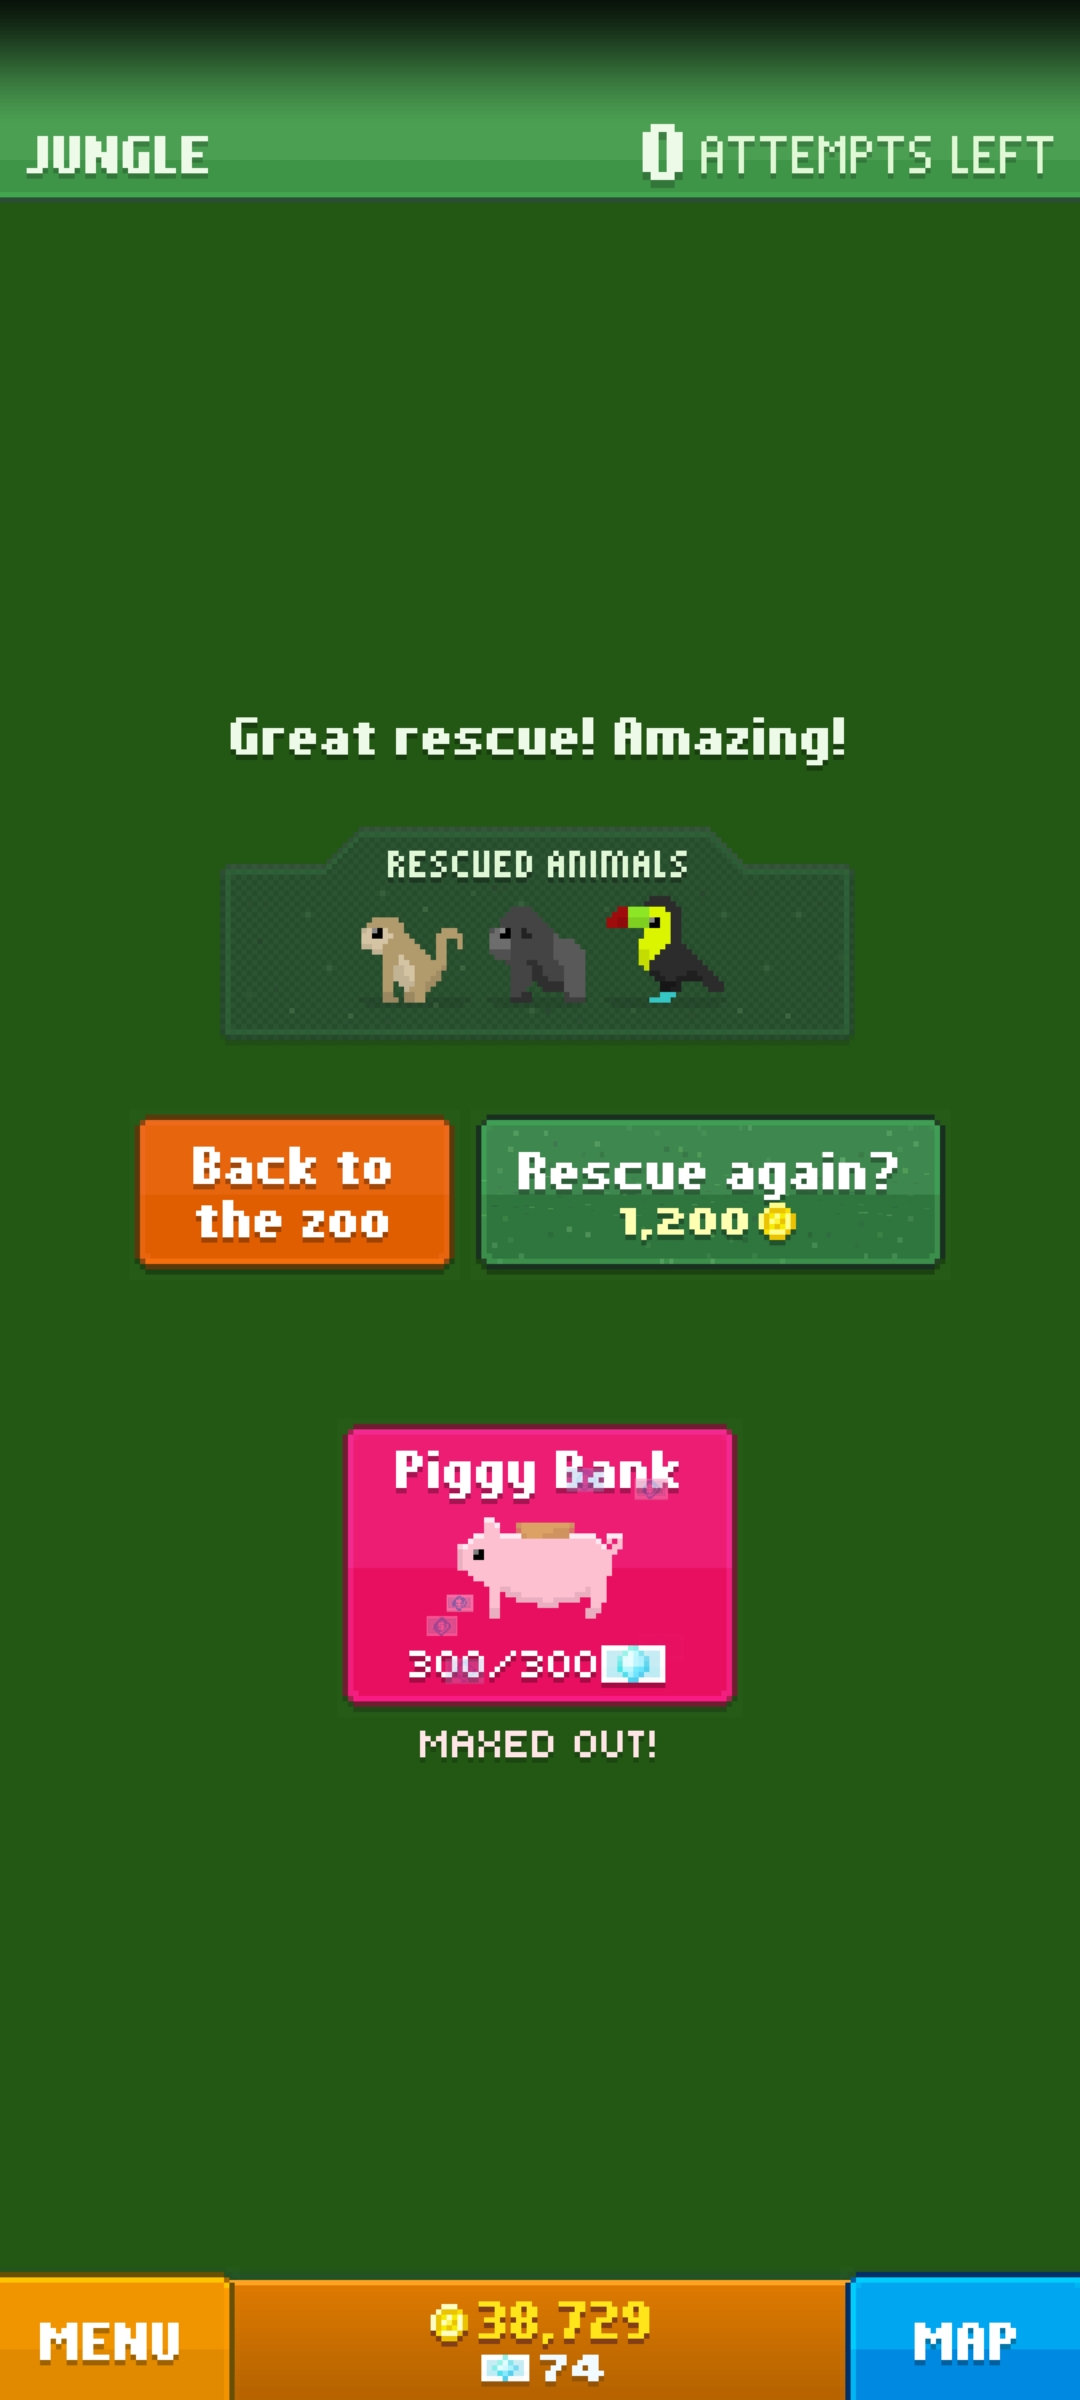 JUNGLE
0 ATTEMPTS LEFT
Great rescue! Amazing!
RESCUED ANIMALS
Back to
the zoo
Rescue again?
1,200
Piggy Bank
300/300
MAXED OUT!
MENU
38,729
74
MAP